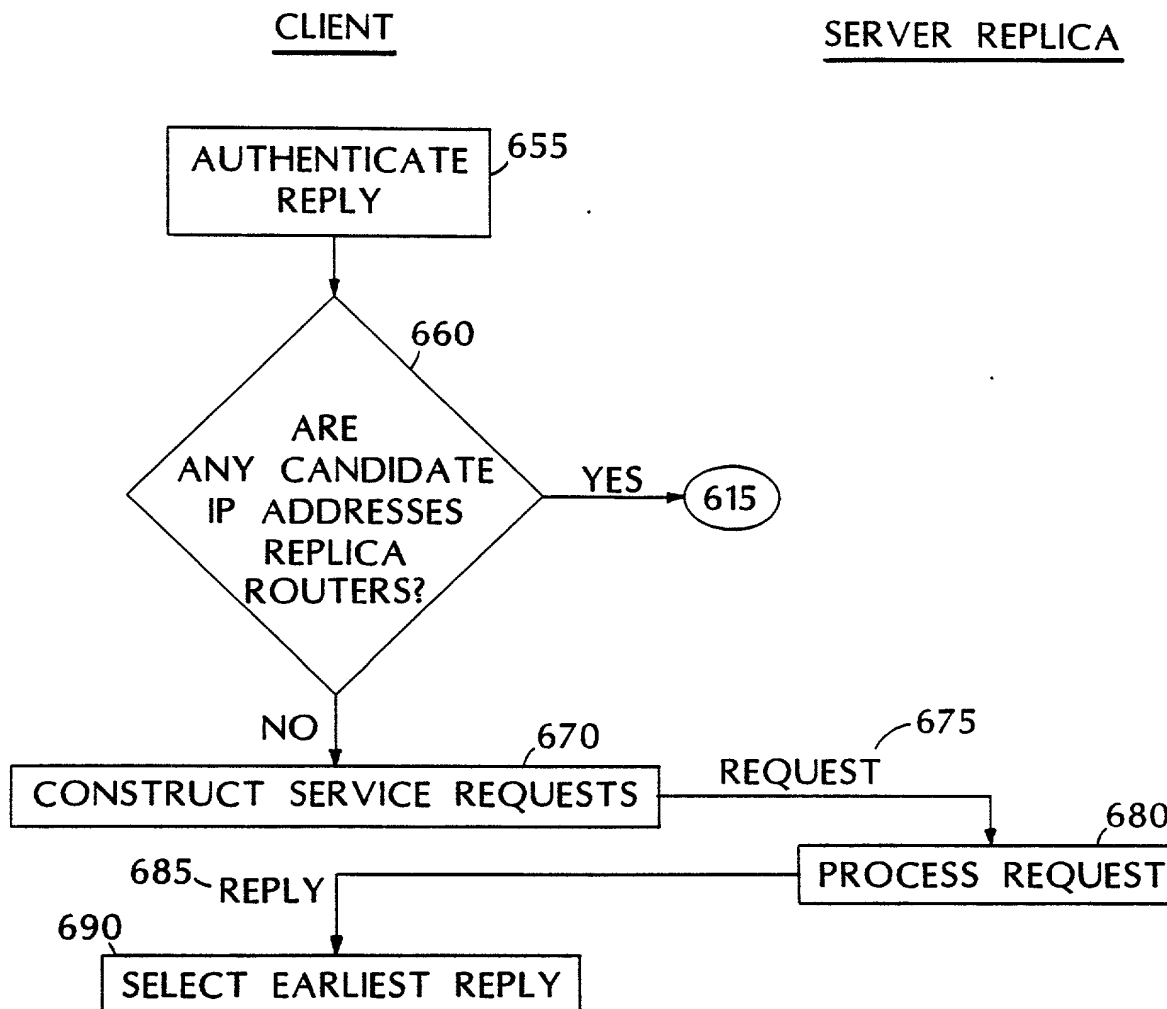 CLIENT
SERVER REPLICA
AUTHENTICATE
REPLY
655
660
ARE
ANY CANDIDATE
IP ADDRESSES
REPLICA
ROUTERS?
YES
615
NO
670
CONSTRUCT SERVICE REQUESTS
REQUEST
675
680
PROCESS REQUEST
685
REPLY
690
SELECT EARLIEST REPLY